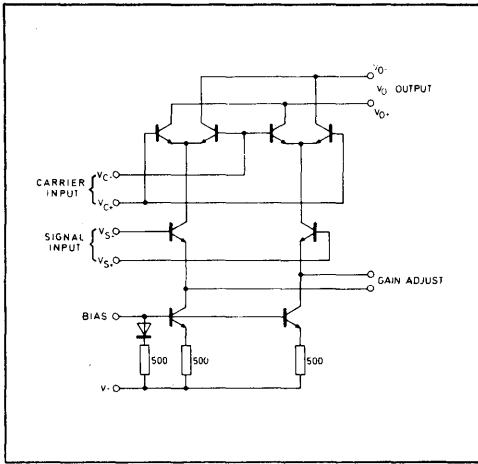 V0-
V0 OUTPUT
V0+
CARRIER INPUT
VC-
VC+
SIGNAL INPUT
VS-
VS+
GAIN ADJUST
BIAS
500
500
500
V-